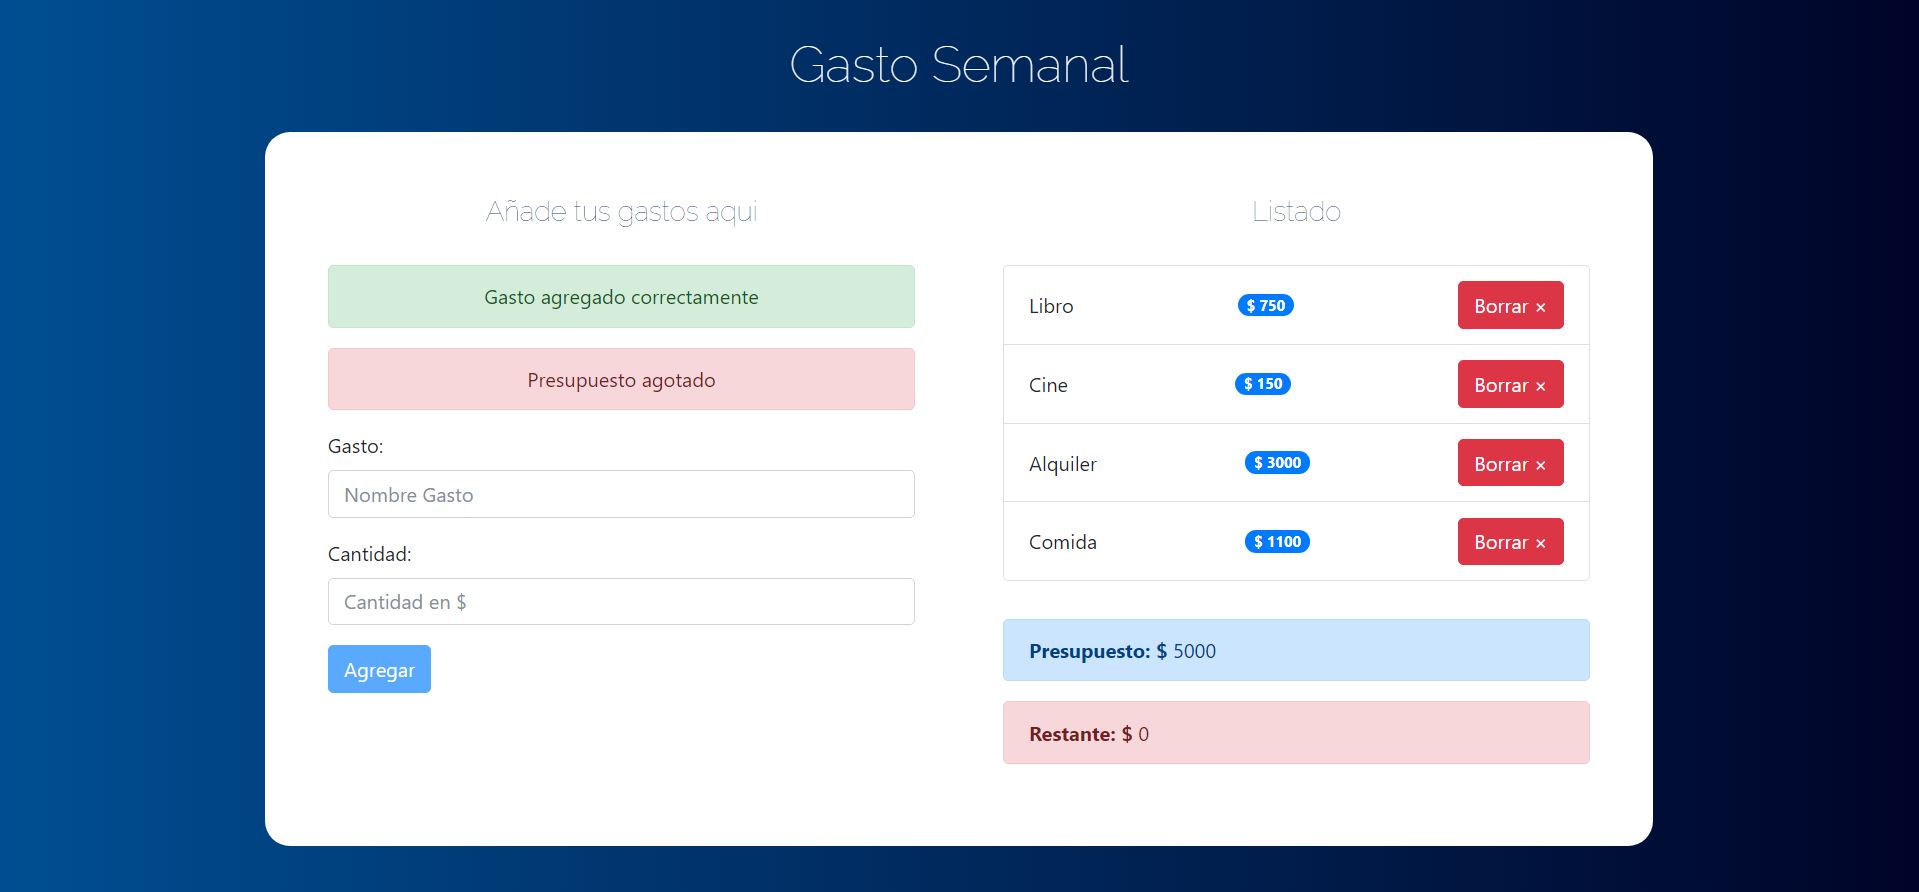 Gasto Semanal
Añade tus gastos aqui
Gasto agregado correctamente
Presupuesto agotado
Gasto:
Nombre Gasto
Cantidad:
Cantidad en $
Agregar
Listado
Libro $ 750 Borrar ×
Cine $ 150 Borrar ×
Alquiler $ 3000 Borrar ×
Comida $ 1100 Borrar ×
Presupuesto: $ 5000
Restante: $ 0